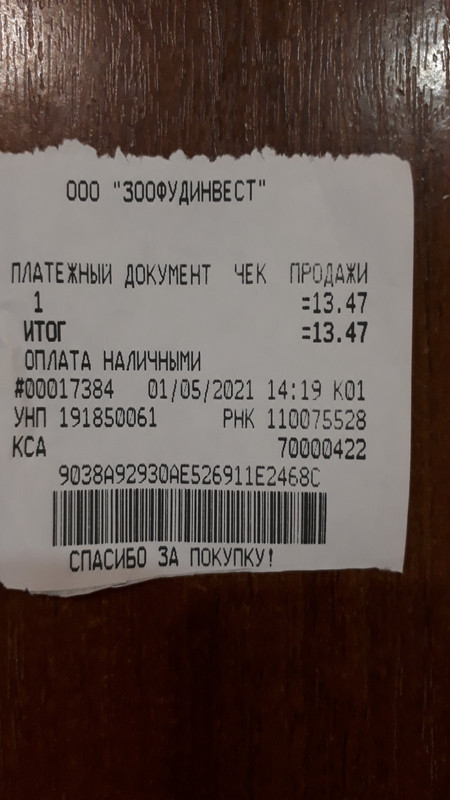 ООО "ЗООФУДИНВЕСТ"
ПЛАТЕЖНЫЙ ДОКУМЕНТ ЧЕК ПРОДАЖИ
1 =13.47
ИТОГ =13.47
ОПЛАТА НАЛИЧНЫМИ
#00017384 01/05/2021 14:19 К01
УНП 191850061 РНК 110075528
КСА 70000422
9038A92930AE526911E2468C
СПАСИБО ЗА ПОКУПКУ!